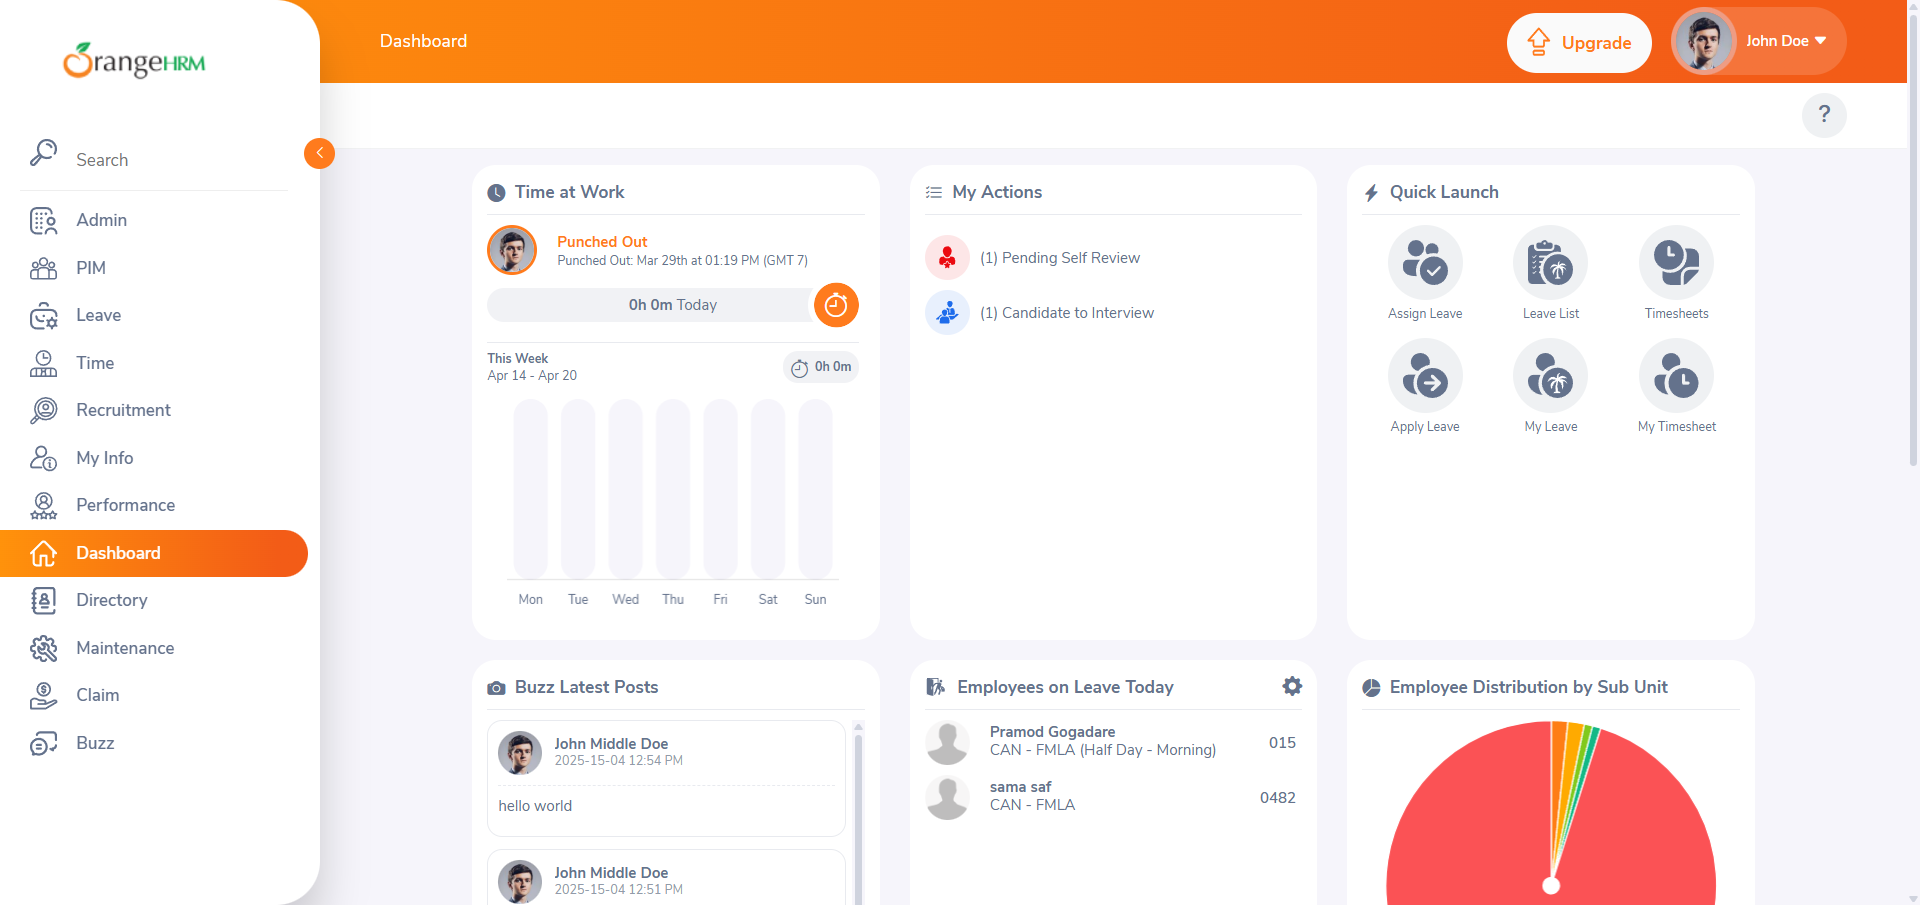 OrangeHRM
Dashboard
Upgrade
John Doe
?
Search
Admin
PIM
Leave
Time
Recruitment
My Info
Performance
Dashboard
Directory
Maintenance
Claim
Buzz
Time at Work
Punched Out
Punched Out: Mar 29th at 01:19 PM (GMT 7)
0h 0m Today
This Week
Apr 14 - Apr 20
0h 0m
Mon Tue Wed Thu Fri Sat Sun
My Actions
(1) Pending Self Review
(1) Candidate to Interview
Quick Launch
Assign Leave
Leave List
Timesheets
Apply Leave
My Leave
My Timesheet
Buzz Latest Posts
John Middle Doe
2025-15-04 12:54 PM
hello world
John Middle Doe
2025-15-04 12:51 PM
Employees on Leave Today
Pramod Gogadare
CAN - FMLA (Half Day - Morning)
015
sama saf
CAN - FMLA
0482
Employee Distribution by Sub Unit